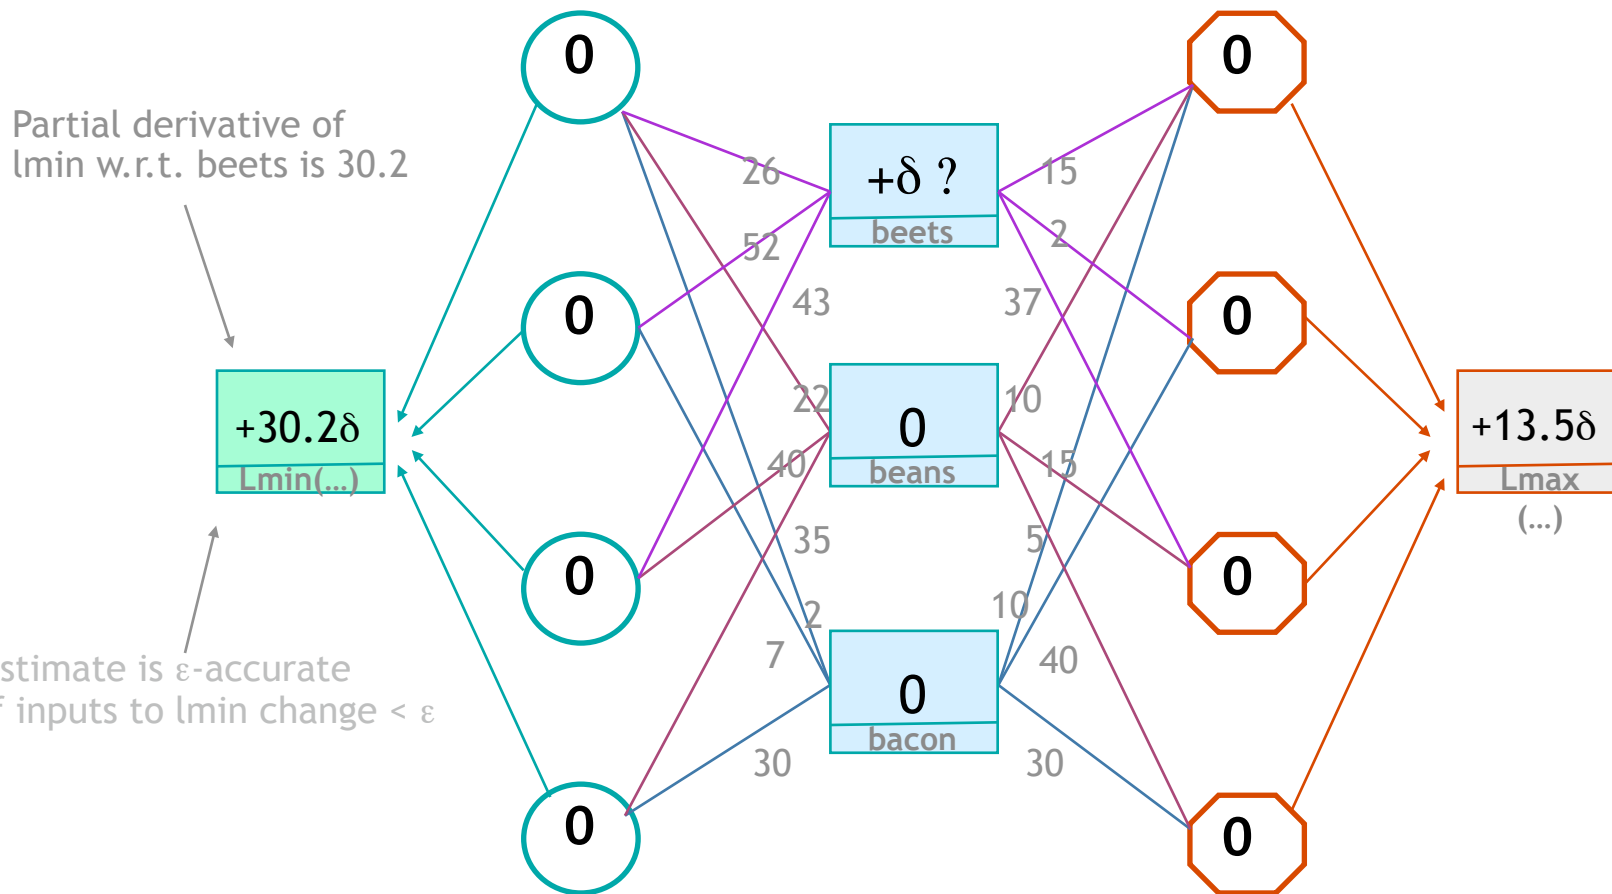 0
0
Partial derivative of
lmin w.r.t. beets is 30.2
26
+δ ?
15
beets
52
2
43
37
0
0
+30.2δ
Lmin(...)
22
0
10
+13.5δ
40
beans
15
Lmax
(...)
35
5
0
0
2
10
stimate is ε-accurate
f inputs to lmin change < ε
7
0
40
bacon
30
30
0
0